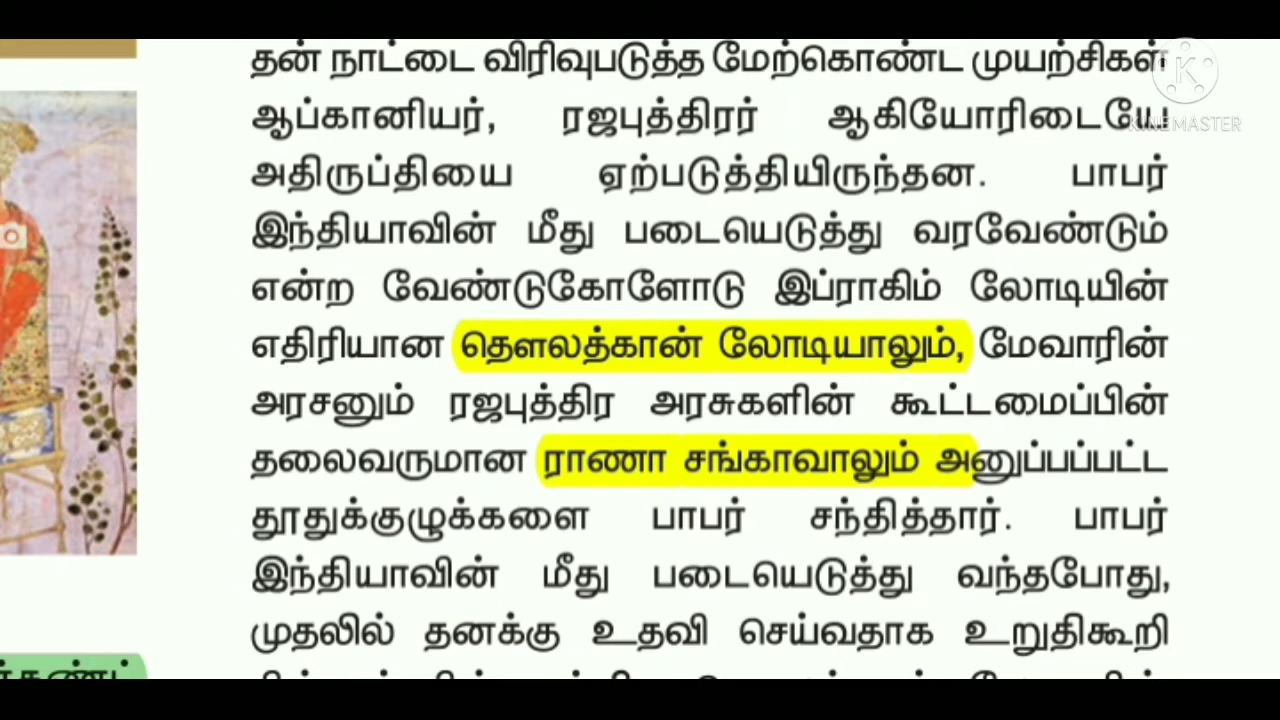 தன் நாட்டை விரிவுபடுத்த மேற்கொண்ட முயற்சிகள்
ஆப்கானியர், ரஜபுத்திரர் ஆகியோரிடையே
அதிருப்தியை ஏற்படுத்தியிருந்தன. பாபர்
இந்தியாவின் மீது படையெடுத்து வரவேண்டும்
என்ற வேண்டுகோளோடு இப்ராகிம் லோடியின்
எதிரியான தௌலத்கான் லோடியாலும், மேவாரின்
அரசனும் ரஜபுத்திர அரசுகளின் கூட்டமைப்பின்
தலைவருமான ராணா சங்காவாலும் அனுப்பப்பட்ட
தூதுக்குழுக்களை பாபர் சந்தித்தார். பாபர்
இந்தியாவின் மீது படையெடுத்து வந்தபோது,
முதலில் தனக்கு உதவி செய்வதாக உறுதிகூறி
K
KINEMASTER